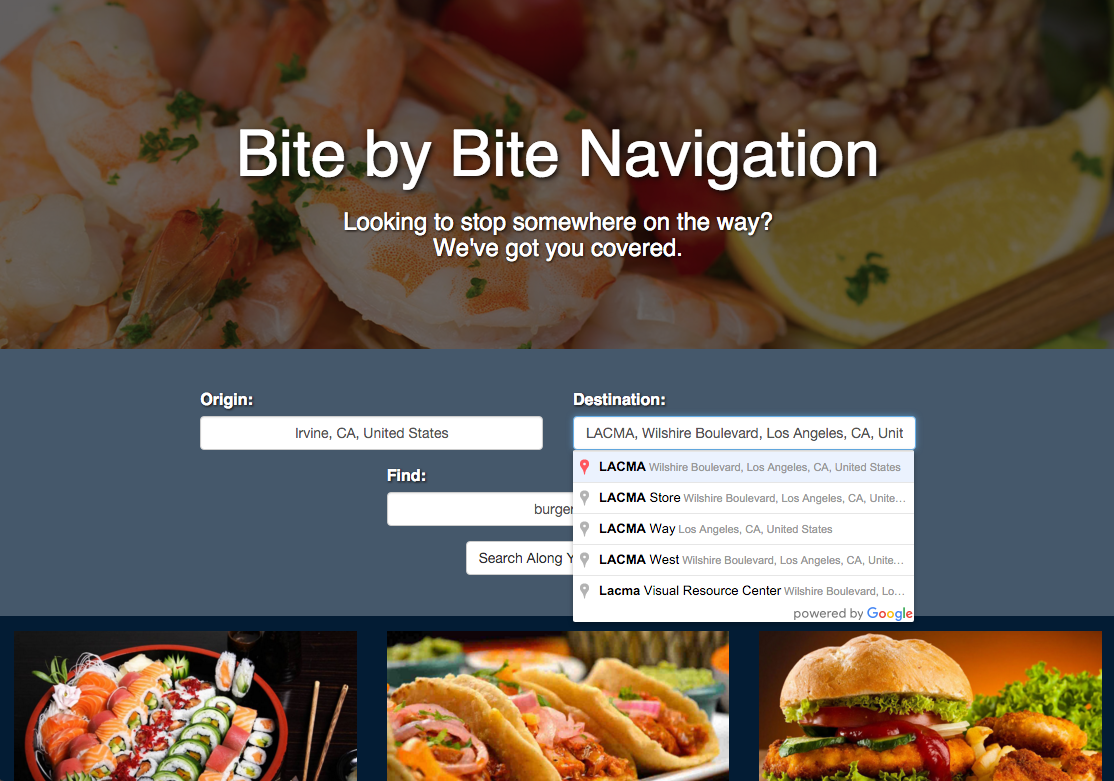 Bite by Bite Navigation
Looking to stop somewhere on the way?
We've got you covered.
Origin:
Irvine, CA, United States
Destination:
LACMA, Wilshire Boulevard, Los Angeles, CA, Unit
LACMA Wilshire Boulevard, Los Angeles, CA, United States
LACMA Store Wilshire Boulevard, Los Angeles, CA, Unite...
LACMA Way Los Angeles, CA, United States
LACMA West Wilshire Boulevard, Los Angeles, CA, Unite...
Lacma Visual Resource Center Wilshire Boulevard, Lo...
powered by Google
Find:
burger
Search Along Y